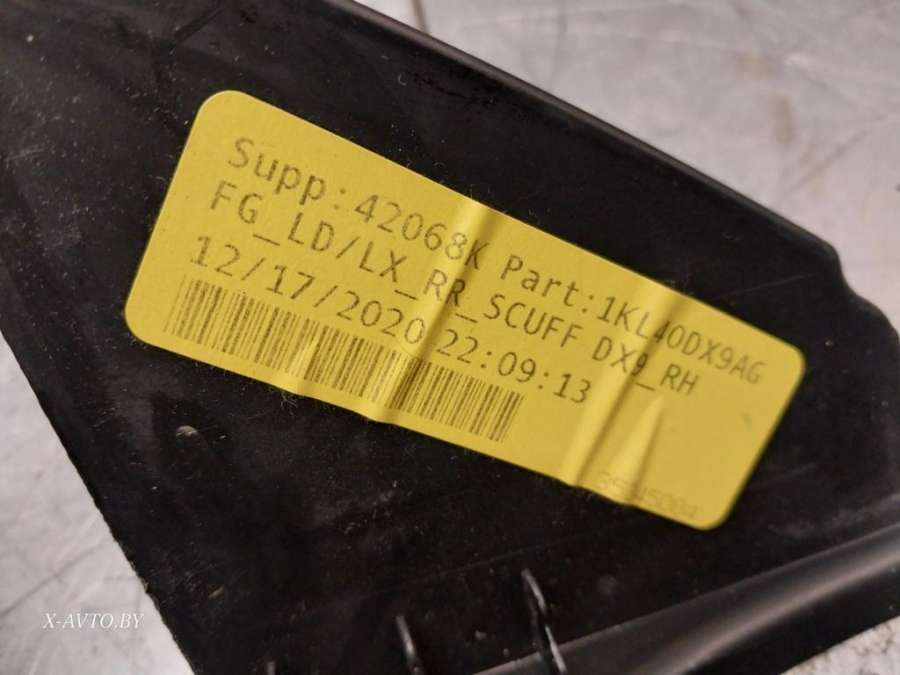 Supp:42068K Part:1KL40DX9AG
FG_LD/LX_RR_SCUFF DX9_RH
12/17/2020 22:09:13
X-AVTO.BY